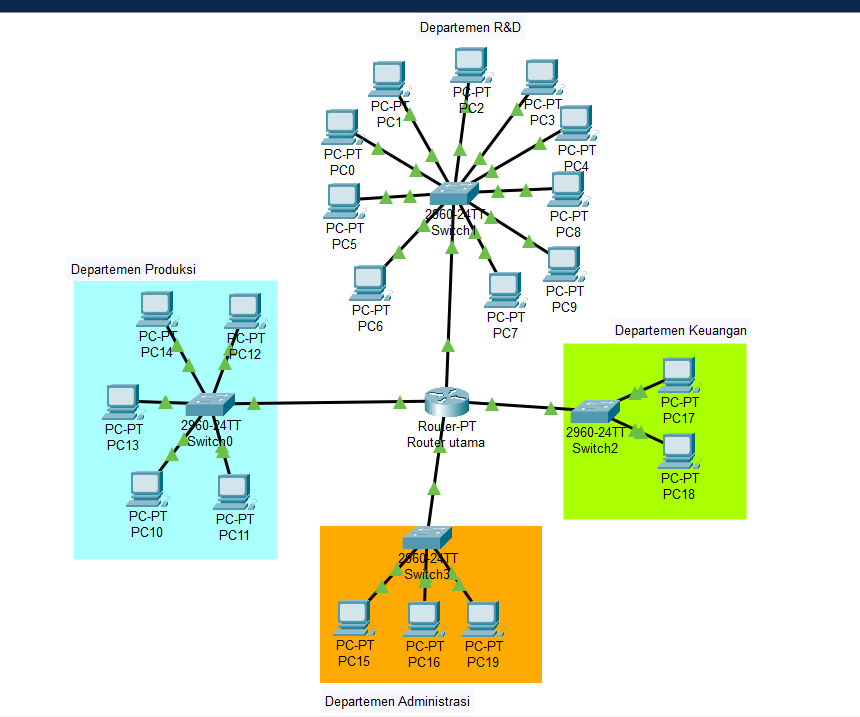 Departemen R&D
PC-PT
PC2
PC-PT
PC1
PC-PT
PC3
PC-PT
PC0
PC-PT
PC4
PC-PT
PC5
2960-24TT
Switch1
PC-PT
PC8
PC-PT
PC6
PC-PT
PC7
PC-PT
PC9
Departemen Produksi
PC-PT
PC14
PC-PT
PC12
PC-PT
PC13
2960-24TT
Switch0
PC-PT
PC10
PC-PT
PC11
Router-PT
Router utama
Departemen Keuangan
PC-PT
PC17
2960-24TT
Switch2
PC-PT
PC18
2960-24TT
Switch3
PC-PT
PC15
PC-PT
PC16
PC-PT
PC19
Departemen Administrasi